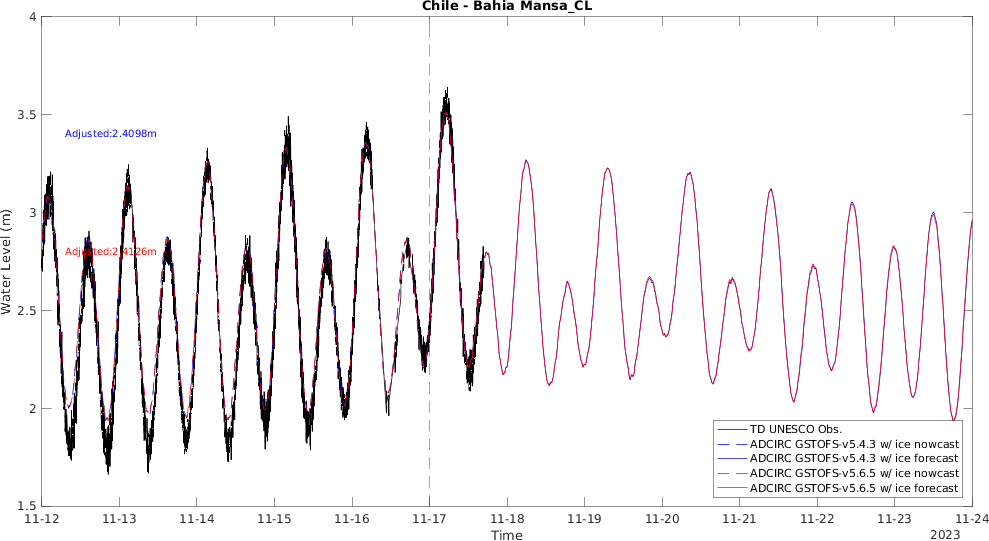 Chile - Bahia Mansa_CL
4
3.5
3
2.5
2
1.5
Water Level (m)
Adjusted:2.4098m
Adjusted:2.4126m
TD UNESCO Obs.
ADCIRC GSTOFS-v5.4.3 w/ ice nowcast
ADCIRC GSTOFS-v5.4.3 w/ ice forecast
ADCIRC GSTOFS-v5.6.5 w/ ice nowcast
ADCIRC GSTOFS-v5.6.5 w/ ice forecast
11-12 11-13 11-14 11-15 11-16 11-17 11-18 11-19 11-20 11-21 11-22 11-23 11-24
Time
2023